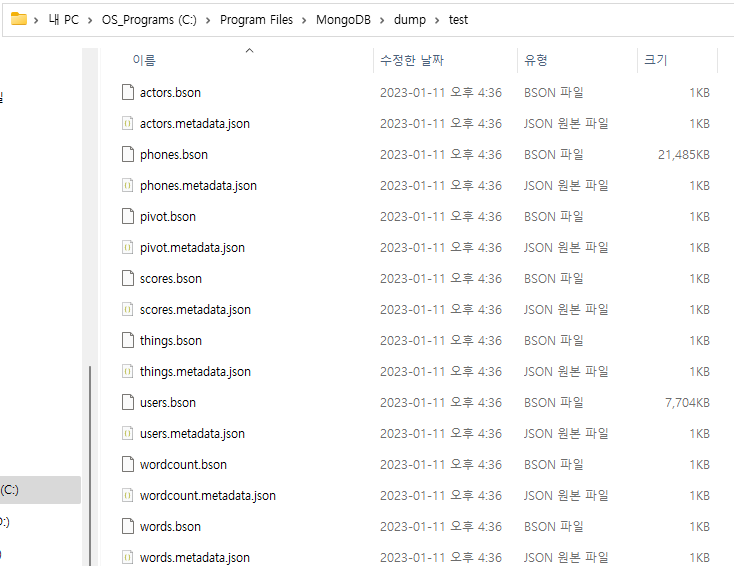 내 PC > OS_Programs (C:) > Program Files > MongoDB > dump > test
이름 수정한 날짜 유형 크기
actors.bson 2023-01-11 오후 4:36 BSON 파일 1KB
actors.metadata.json 2023-01-11 오후 4:36 JSON 원본 파일 1KB
phones.bson 2023-01-11 오후 4:36 BSON 파일 21,485KB
phones.metadata.json 2023-01-11 오후 4:36 JSON 원본 파일 1KB
pivot.bson 2023-01-11 오후 4:36 BSON 파일 1KB
pivot.metadata.json 2023-01-11 오후 4:36 JSON 원본 파일 1KB
scores.bson 2023-01-11 오후 4:36 BSON 파일 1KB
scores.metadata.json 2023-01-11 오후 4:36 JSON 원본 파일 1KB
things.bson 2023-01-11 오후 4:36 BSON 파일 1KB
things.metadata.json 2023-01-11 오후 4:36 JSON 원본 파일 1KB
users.bson 2023-01-11 오후 4:36 BSON 파일 7,704KB
users.metadata.json 2023-01-11 오후 4:36 JSON 원본 파일 1KB
wordcount.bson 2023-01-11 오후 4:36 BSON 파일 1KB
(C:)
wordcount.metadata.json 2023-01-11 오후 4:36 JSON 원본 파일 1KB
words.bson 2023-01-11 오후 4:36 BSON 파일 1KB
words.metadata.json 2023-01-11 오후 4:36 JSON 원본 파일 1KB